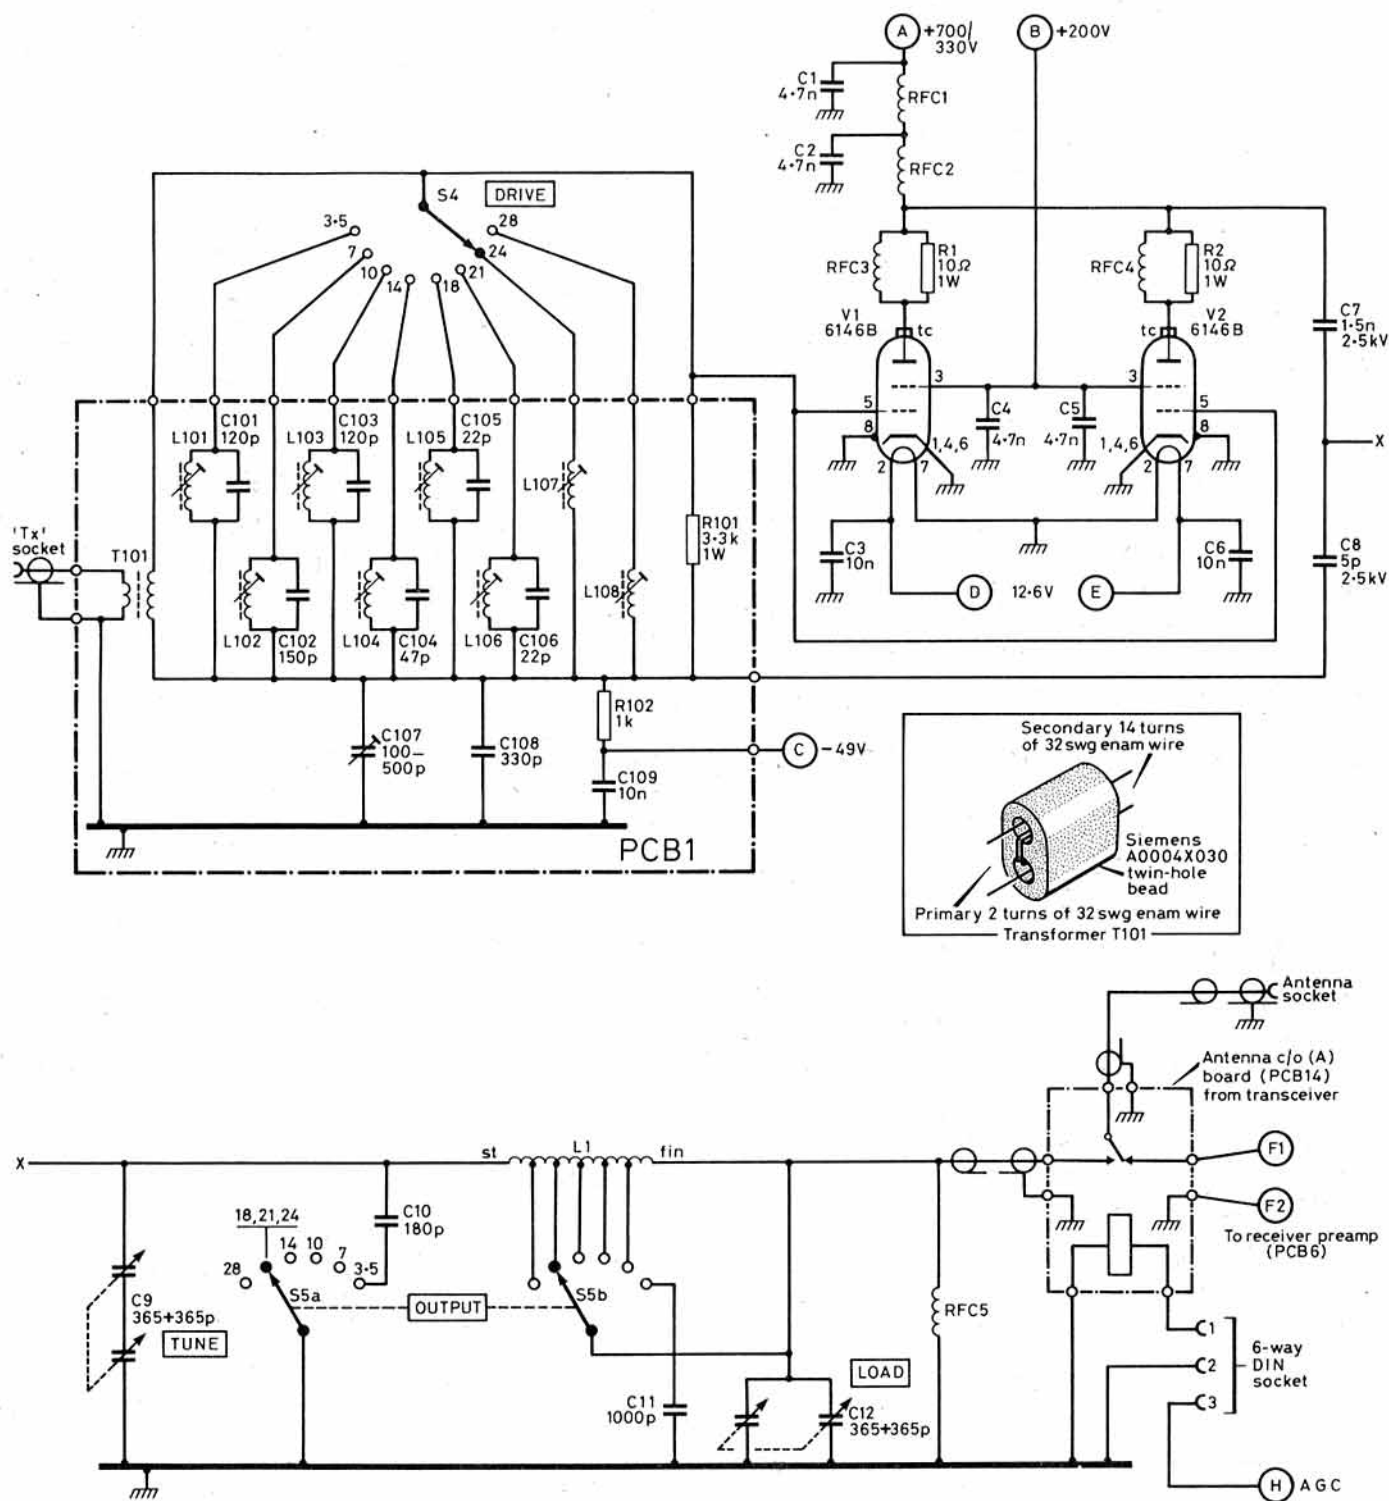 A
+700/
330V
B
+200V
C1
4·7n
RFC1
C2
4·7n
RFC2
S4
DRIVE
3·5
7
10
14
18
21
24
28
RFC3
R1
10Ω
1W
RFC4
R2
10Ω
1W
V1
6146B
tc
V2
tc 6146B
C7
1·5n
2·5kV
3
3
5
5
8
8
C4
4·7n
C5
4·7n
1,4,6
1,4,6
2
7
2
7
X
C101
120p
L101
C103
120p
L103
C105
22p
L105
L107
'Tx'
socket
T101
R101
3·3k
1W
L102
C102
150p
L104
C104
47p
L106
C106
22p
L108
C3
10n
C6
10n
C8
5p
2·5kV
D
12·6V
E
C107
100–
500p
C108
330p
R102
1k
C109
10n
C
-49V
PCB1
Secondary 14 turns
of 32swg enam wire
Siemens
A0004X030
twin-hole
bead
Primary 2 turns of 32swg enam wire
Transformer T101
Antenna
socket
Antenna c/o (A)
board (PCB14)
from transceiver
X
st
L1
fin
F1
F2
To receiver preamp
(PCB6)
C9
365+365p
TUNE
18,21,24
28
14
10
7
3·5
S5a
C10
180p
OUTPUT
S5b
C11
1000p
LOAD
C12
365+365p
RFC5
1
2
3
6-way
DIN
socket
H
AGC